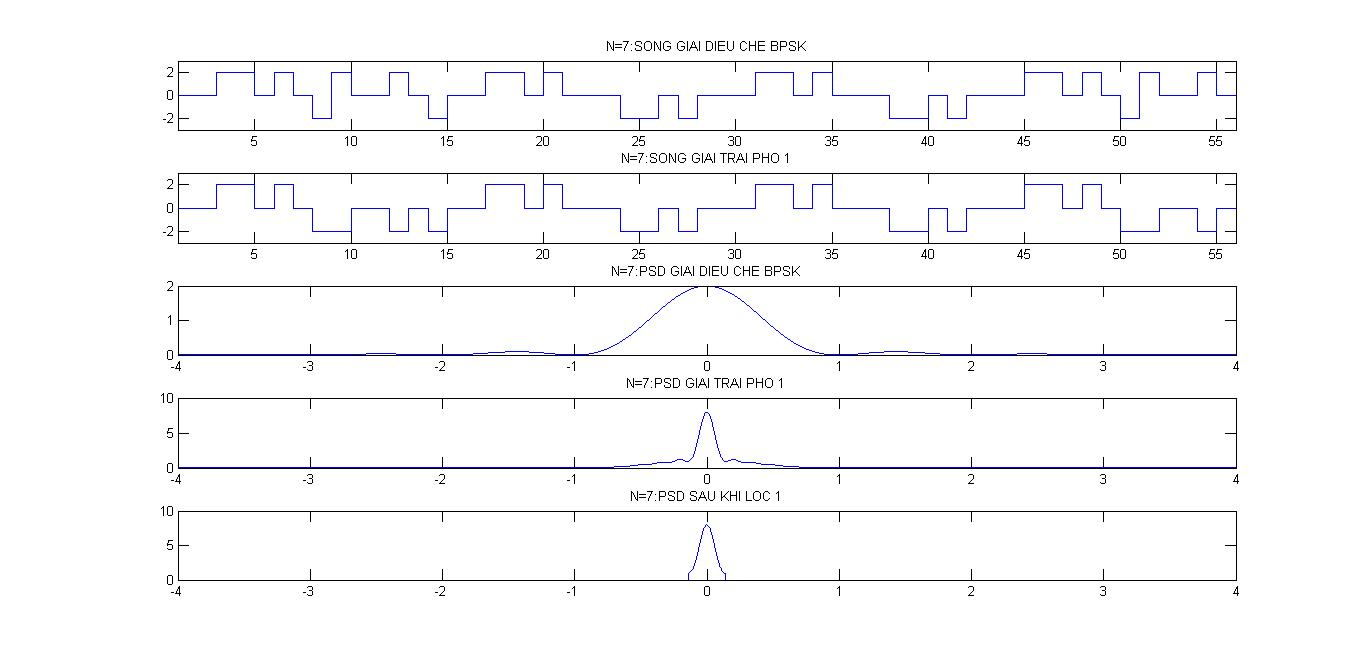 N=7:SONG GIAI DIEU CHE BPSK
2
0
-2
5 10 15 20 25 30 35 40 45 50 55
N=7:SONG GIAI TRAI PHO 1
2
0
-2
5 10 15 20 25 30 35 40 45 50 55
N=7:PSD GIAI DIEU CHE BPSK
2
1
0
-4 -3 -2 -1 0 1 2 3 4
N=7:PSD GIAI TRAI PHO 1
10
5
0
-4 -3 -2 -1 0 1 2 3 4
N=7:PSD SAU KHI LOC 1
10
5
0
-4 -3 -2 -1 0 1 2 3 4